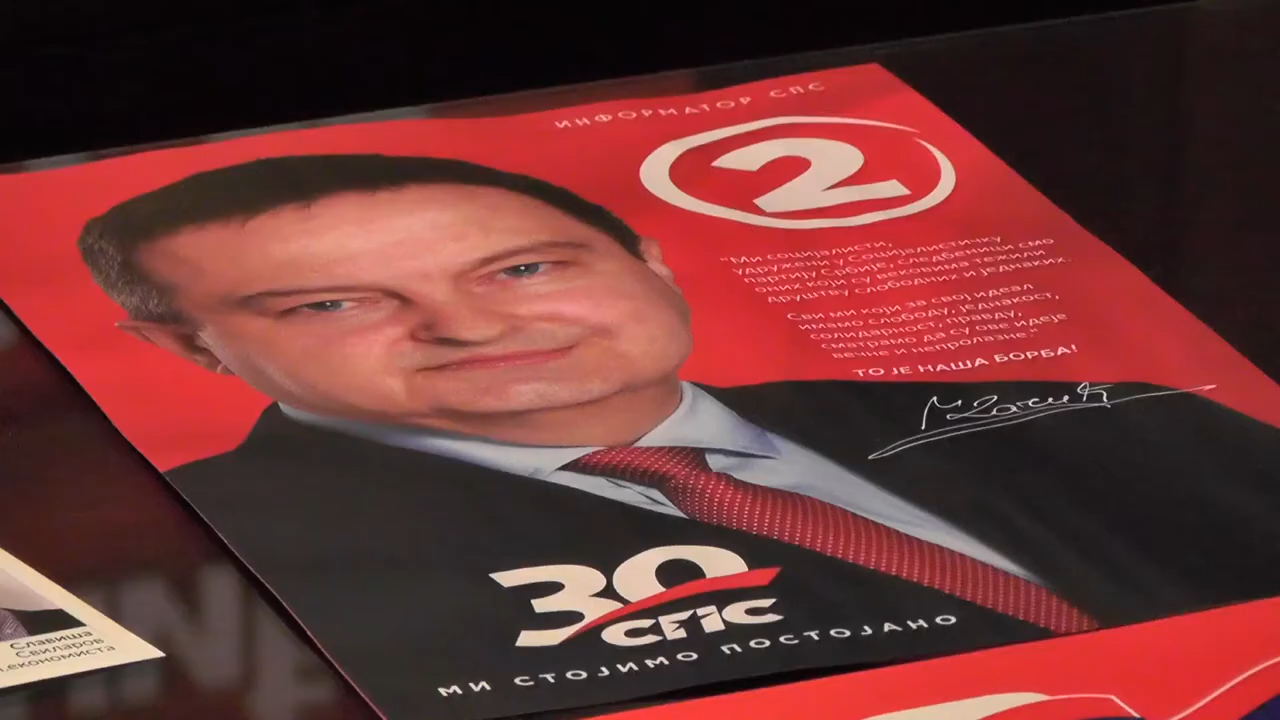 ИНФОРМАТОР СПС
2
"Ми социјалисти,
удружени у Социјалистичку
партију Србије, следбеници смо
оних који су вековима тежили
друштву слободних и једнаких.
Сви ми који за свој идеал
имамо слободу, једнакост,
солидарност, правду,
сматрамо да су ове идеје
вечне и непролазне."
ТО ЈЕ НАША БОРБА!
30
СПС
МИ СТОЈИМО ПОСТОЈАНО
Славиша
Свиларов
економиста